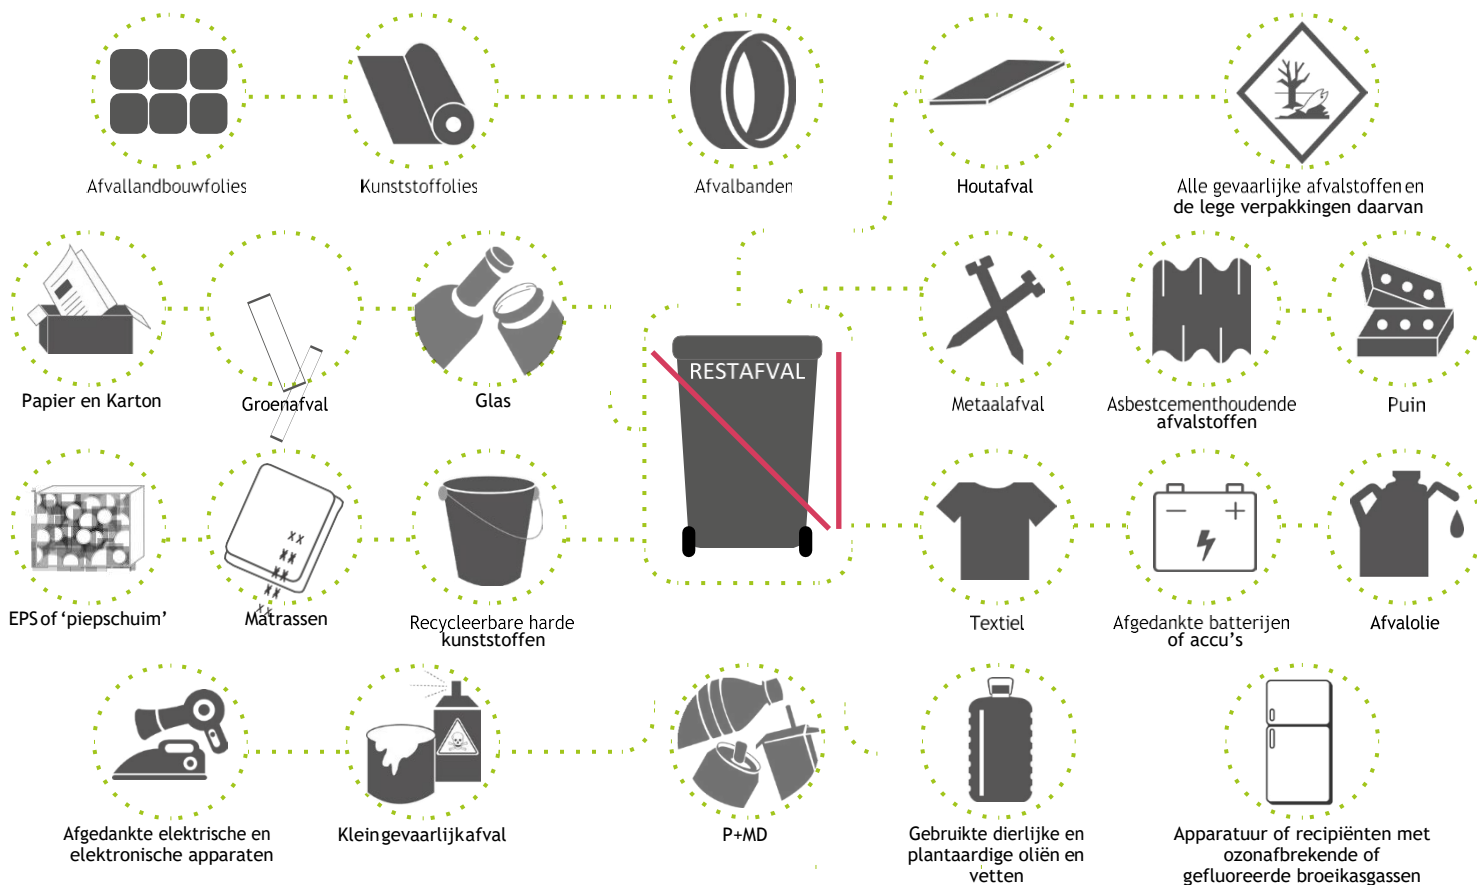 Afvallandbouwfolies
Kunststoffolies
Afvalbanden
Houtafval
Alle gevaarlijke afvalstoffen en
de lege verpakkingen daarvan
Papier en Karton
Groenafval
Glas
RESTAFVAL
Metaalafval
Asbestcementhoudende
afvalstoffen
Puin
EPS of ‘piepschuim’
Matrassen
Recycleerbare harde
kunststoffen
Textiel
Afgedankte batterijen
of accu’s
Afvalolie
Afgedankte elektrische en
elektronische apparaten
Klein gevaarlijk afval
P+MD
Gebruikte dierlijke en
plantaardige oliën en
vetten
Apparatuur of recipiënten met
ozonafbrekende of
gefluoreerde broeikasgassen